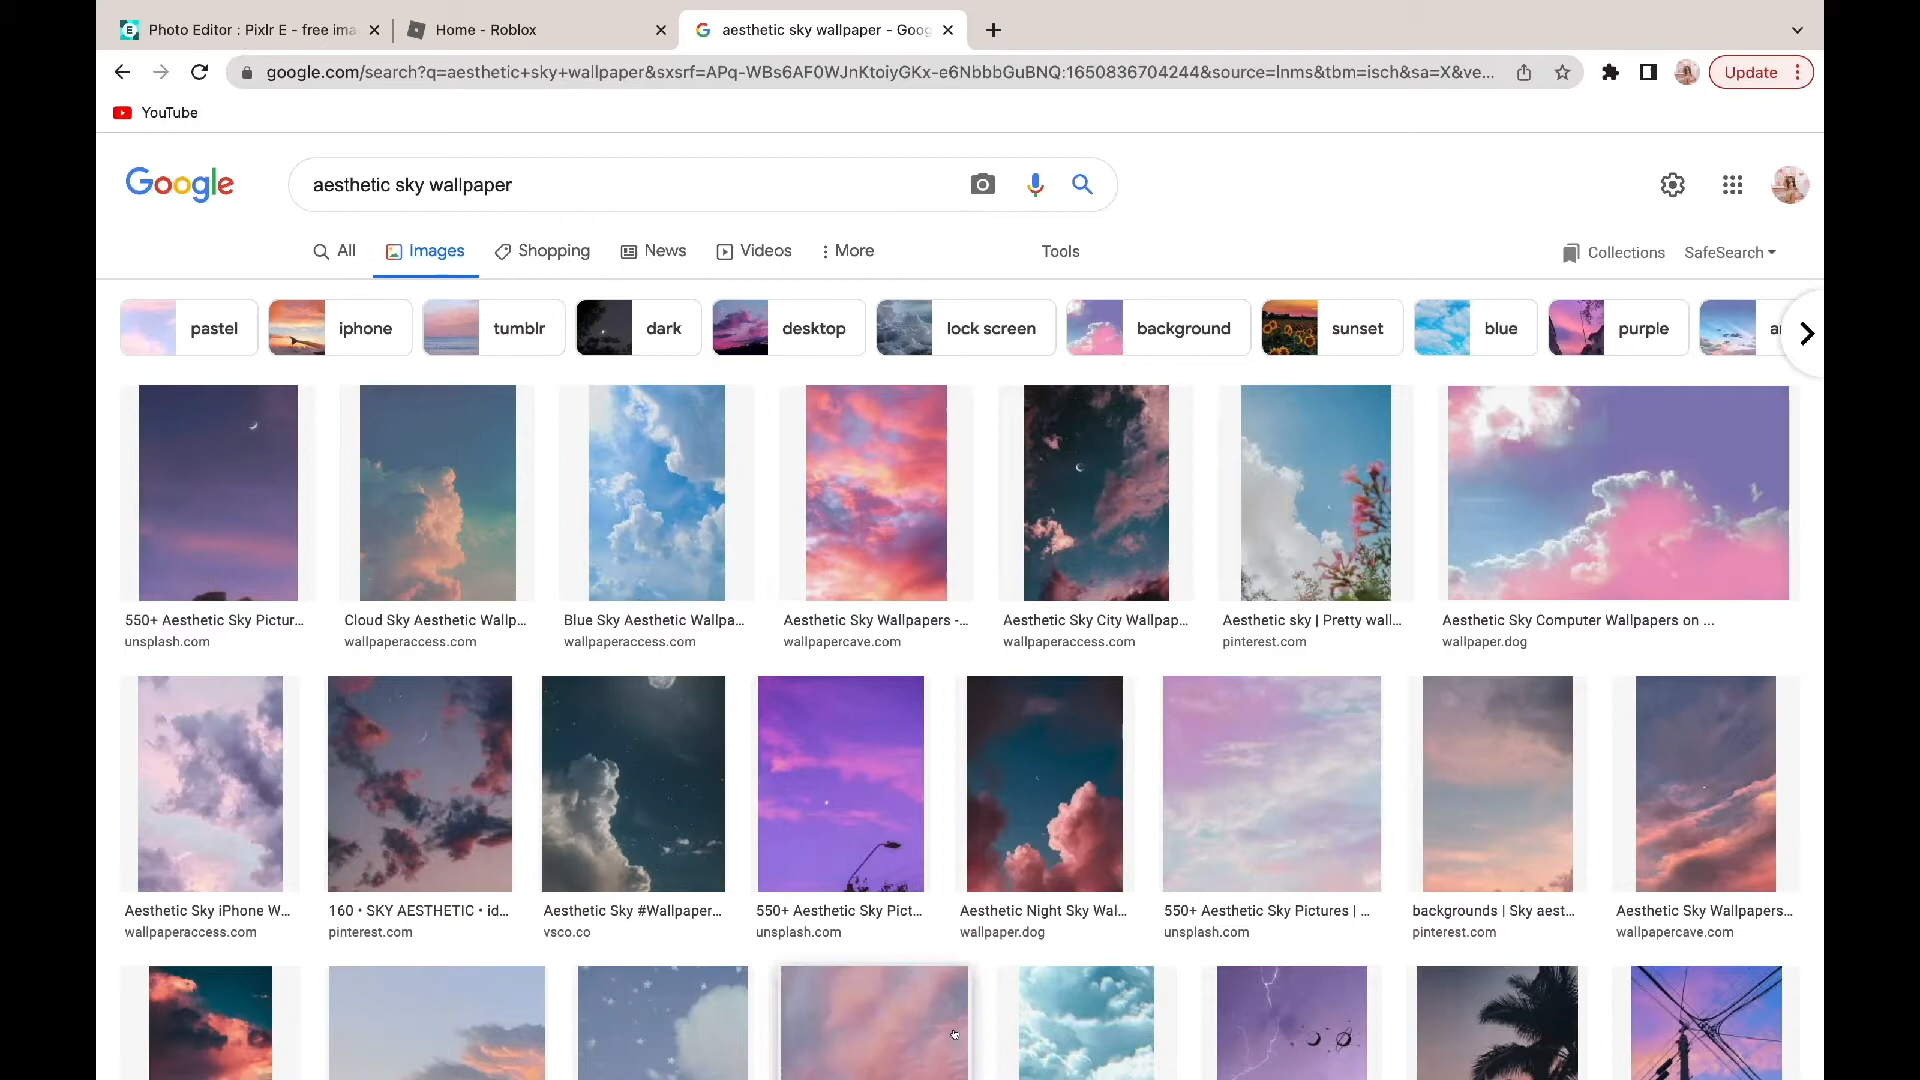 Photo Editor : Pixlr E - free ima
Home - Roblox
aesthetic sky wallpaper - Goog
google.com/search?q=aesthetic+sky+wallpaper&sxsrf=APq-WBs6AF0WJnKtoiyGKx-e6NbbbGuBNQ:1650836704244&source=lnms&tbm=isch&sa=X&ve...
Update
YouTube
Google
aesthetic sky wallpaper
All
Images
Shopping
News
Videos
More
Tools
Collections
SafeSearch
pastel
iphone
tumblr
dark
desktop
lock screen
background
sunset
blue
purple
550+ Aesthetic Sky Pictur...
Cloud Sky Aesthetic Wallp...
Blue Sky Aesthetic Wallpa...
Aesthetic Sky Wallpapers -...
Aesthetic Sky City Wallpap...
Aesthetic sky | Pretty wall...
Aesthetic Sky Computer Wallpapers on ...
unsplash.com
wallpaperaccess.com
wallpaperaccess.com
wallpapercave.com
wallpaperaccess.com
pinterest.com
wallpaper.dog
Aesthetic Sky iPhone W...
160 • SKY AESTHETIC • id...
Aesthetic Sky #Wallpaper...
550+ Aesthetic Sky Pict...
Aesthetic Night Sky Wal...
550+ Aesthetic Sky Pictures | ...
backgrounds | Sky aest...
Aesthetic Sky Wallpapers...
wallpaperaccess.com
pinterest.com
vsco.co
unsplash.com
wallpaper.dog
unsplash.com
pinterest.com
wallpapercave.com